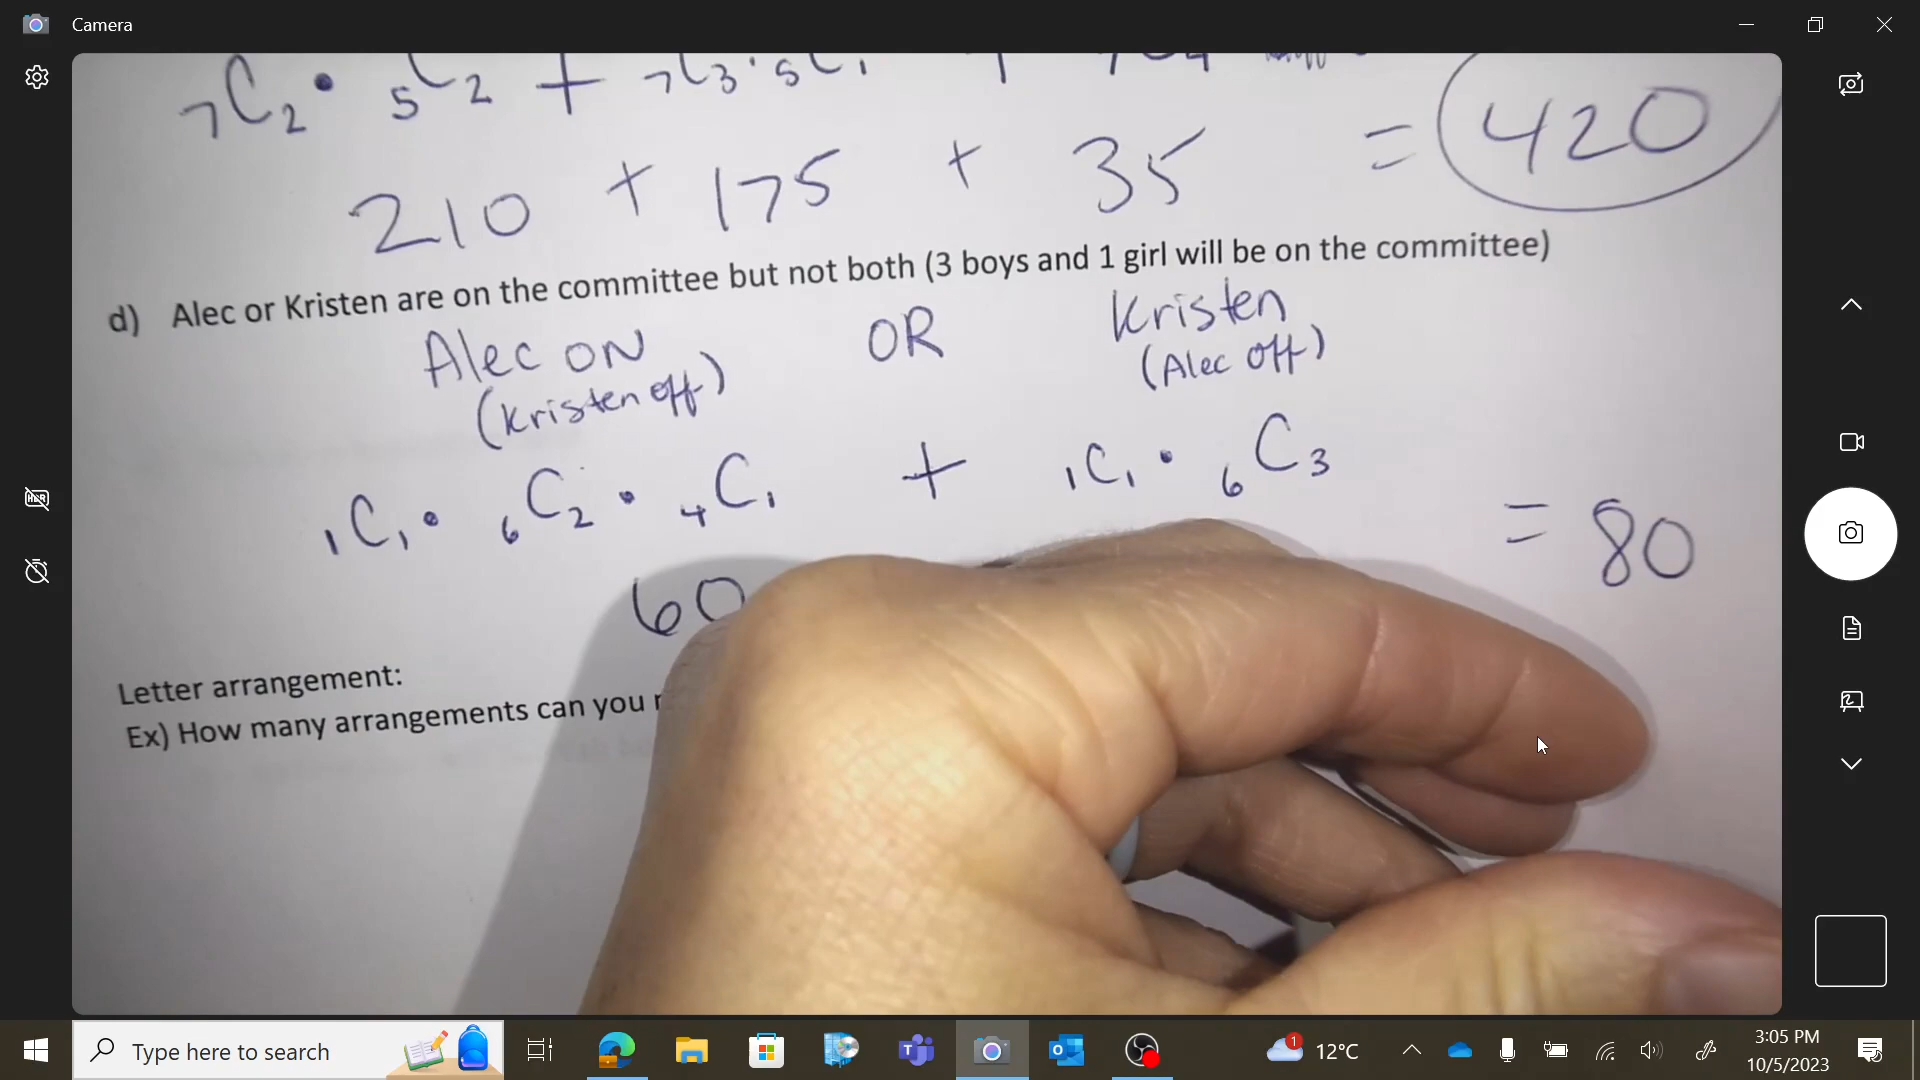 Camera
₇C₂ • ₅C₂ + ₇C₃ • ₅C₁ + ₇C₄
210 + 175 + 35 = 420
d) Alec or Kristen are on the committee but not both (3 boys and 1 girl will be on the committee)
Alec ON OR Kristen
(Kristen off) (Alec off)
₁C₁ • ₆C₂ • ₄C₁ + ₁C₁ • ₆C₃ = 80
60
Letter arrangement:
Ex) How many arrangements can you
Type here to search
1
12°C
3:05 PM
10/5/2023